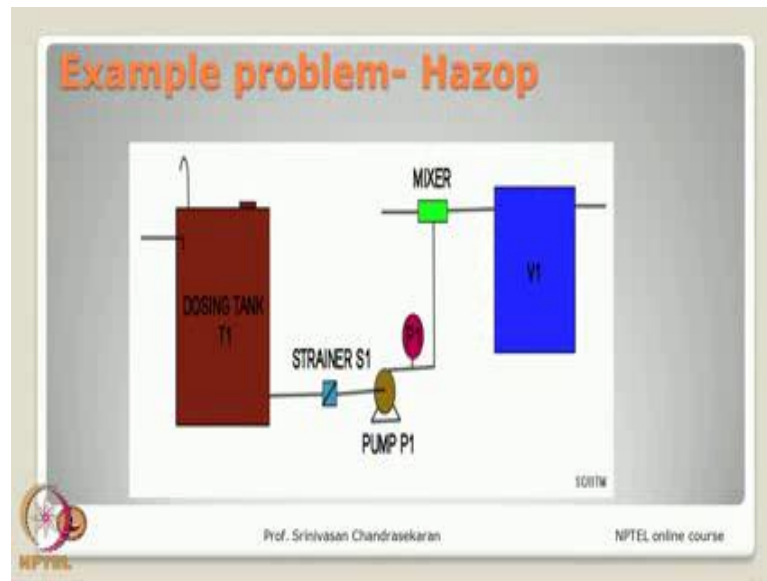 Example problem- Hazop
MIXER
DOSING TANK
T1
V1
STRAINER S1
PUMP P1
NPTEL
Prof. Srinivasan Chandrasekaran
NPTEL online course